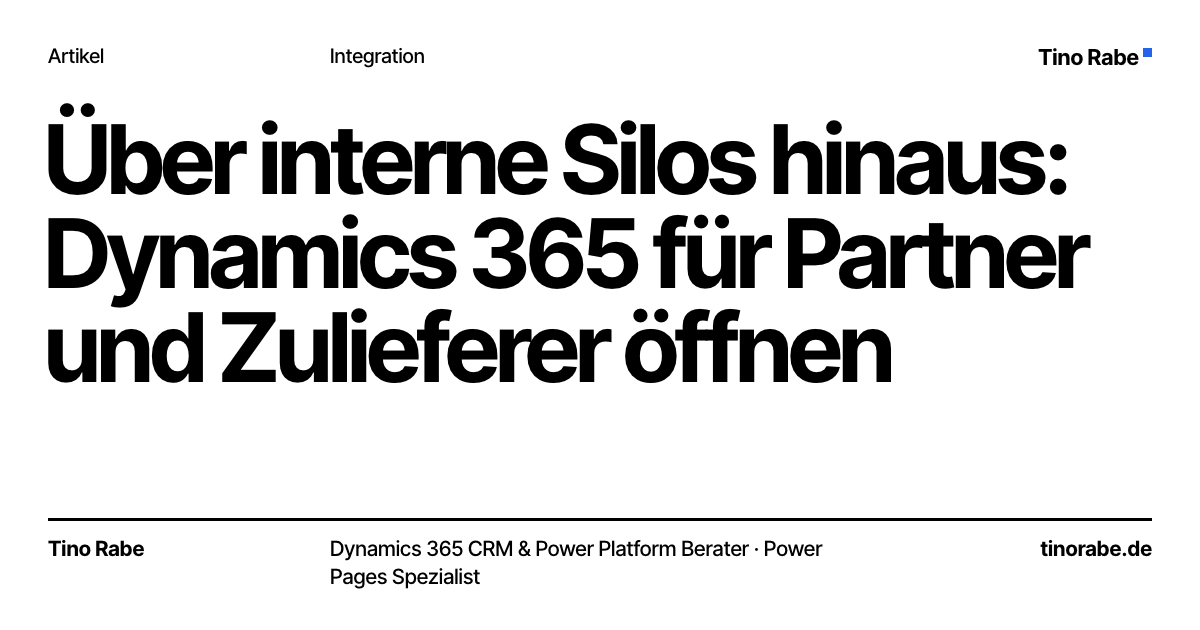 Artikel
Integration
Tino Rabe
Über interne Silos hinaus:
Dynamics 365 für Partner
und Zulieferer öffnen
Tino Rabe
Dynamics 365 CRM & Power Platform Berater · Power
Pages Spezialist
tinorabe.de